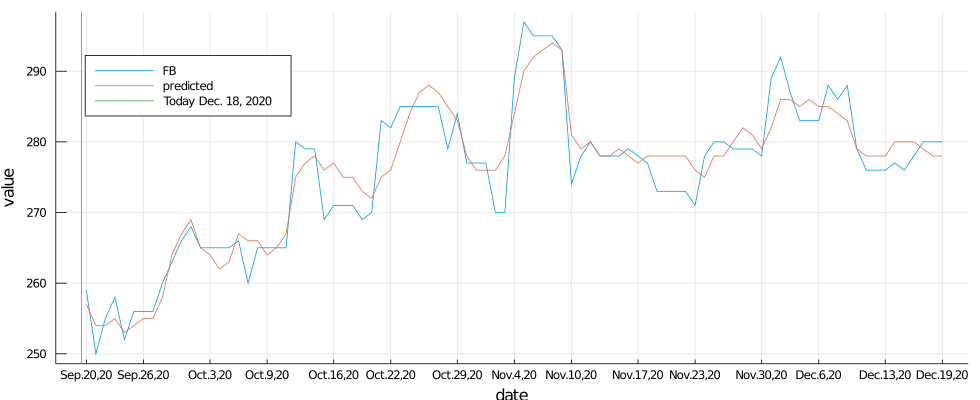 290
280
270
260
250
value
FB
predicted
Today Dec. 18, 2020
Sep.20,20 Sep.26,20 Oct.3,20 Oct.9,20 Oct.16,20 Oct.22,20 Oct.29,20 Nov.4,20 Nov.10,20 Nov.17,20 Nov.23,20 Nov.30,20 Dec.6,20 Dec.13,20 Dec.19,20
date